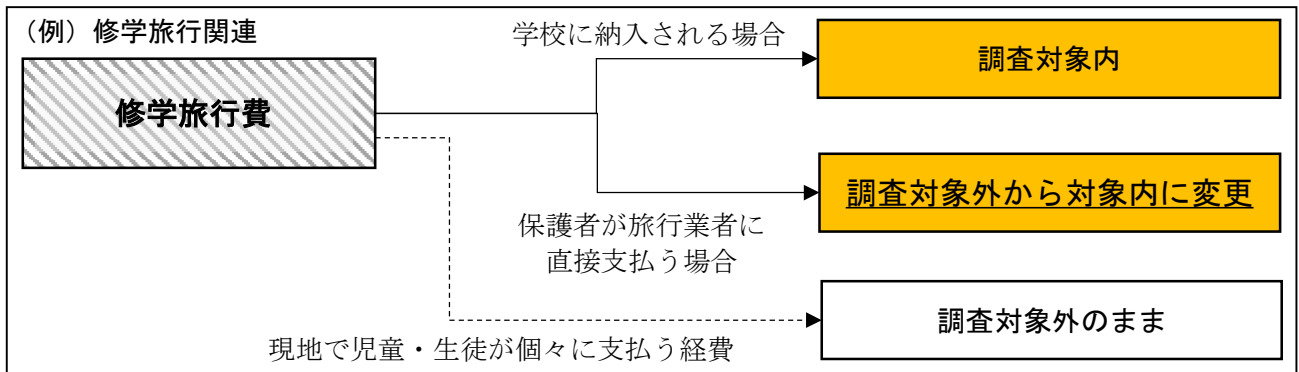 （例）修学旅行関連
学校に納入される場合
調査対象内
修学旅行費
調査対象外から対象内に変更
保護者が旅行業者に
直接支払う場合
調査対象外のまま
現地で児童・生徒が個々に支払う経費